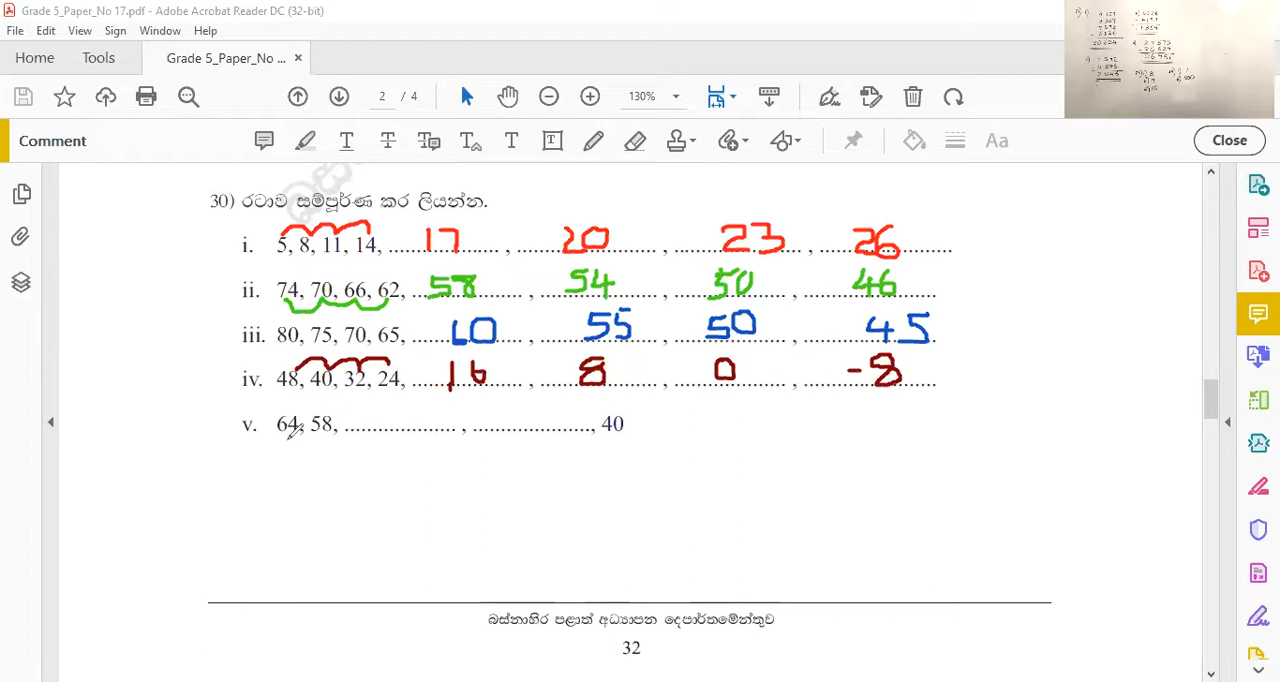 Grade 5_Paper_No 17.pdf - Adobe Acrobat Reader DC (32-bit)
File Edit View Sign Window Help
Home Tools Grade 5_Paper_No ... ×
2 / 4 130%
Comment Close
30) රටාව සම්පූර්ණ කර ලියන්න.
i. 5, 8, 11, 14, 17 , 20 , 23 , 26
ii. 74, 70, 66, 62, 58 , 54 , 50 , 46
iii. 80, 75, 70, 65, 60 , 55 , 50 , 45
iv. 48, 40, 32, 24, 16 , 8 , 0 , -8
v. 64, 58, .................... , ....................., 40
බස්නාහිර පළාත් අධ්‍යාපන දෙපාර්තමේන්තුව
32